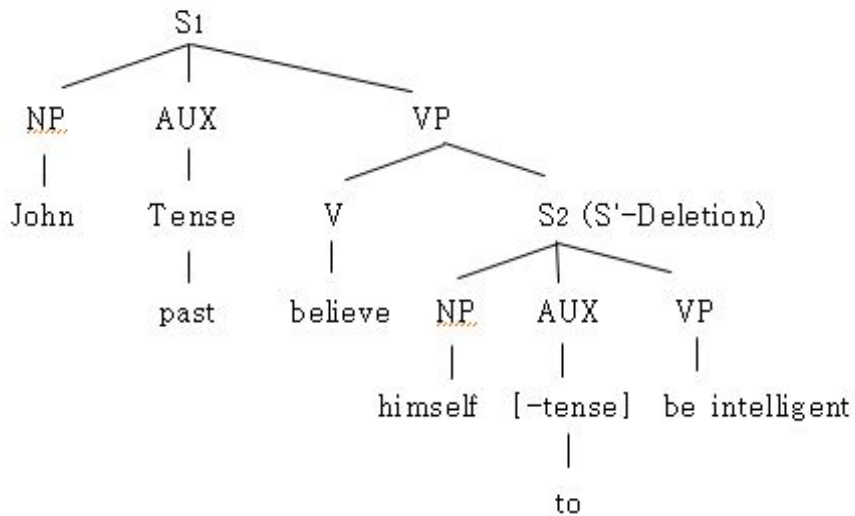 S1
NP AUX VP
John Tense V S2 (S'-Deletion)
past believe NP AUX VP
himself [-tense] be intelligent
to